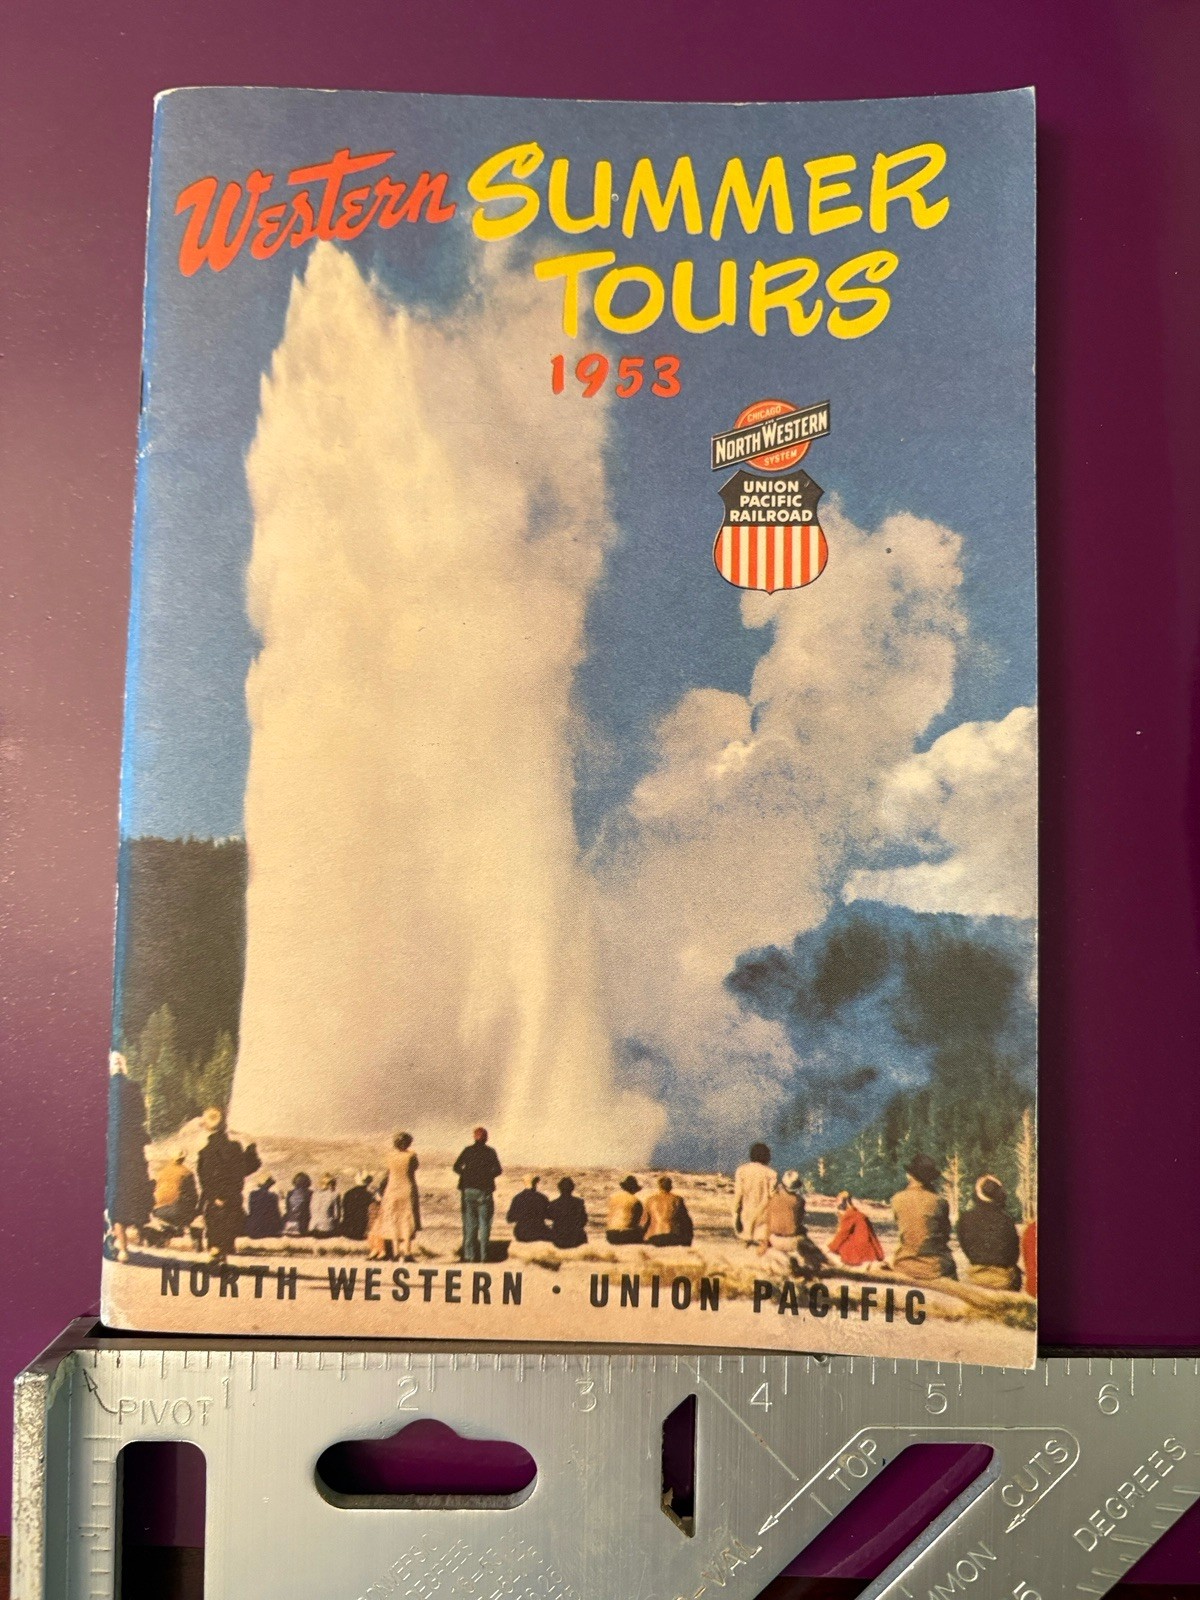 Western SUMMER
TOURS
1953
CHICAGO
AND
NORTH WESTERN
SYSTEM
UNION
PACIFIC
RAILROAD
NORTH WESTERN · UNION PACIFIC
1 2 3 4 5 6
PIVOT
TOP
CUTS
DEGREES